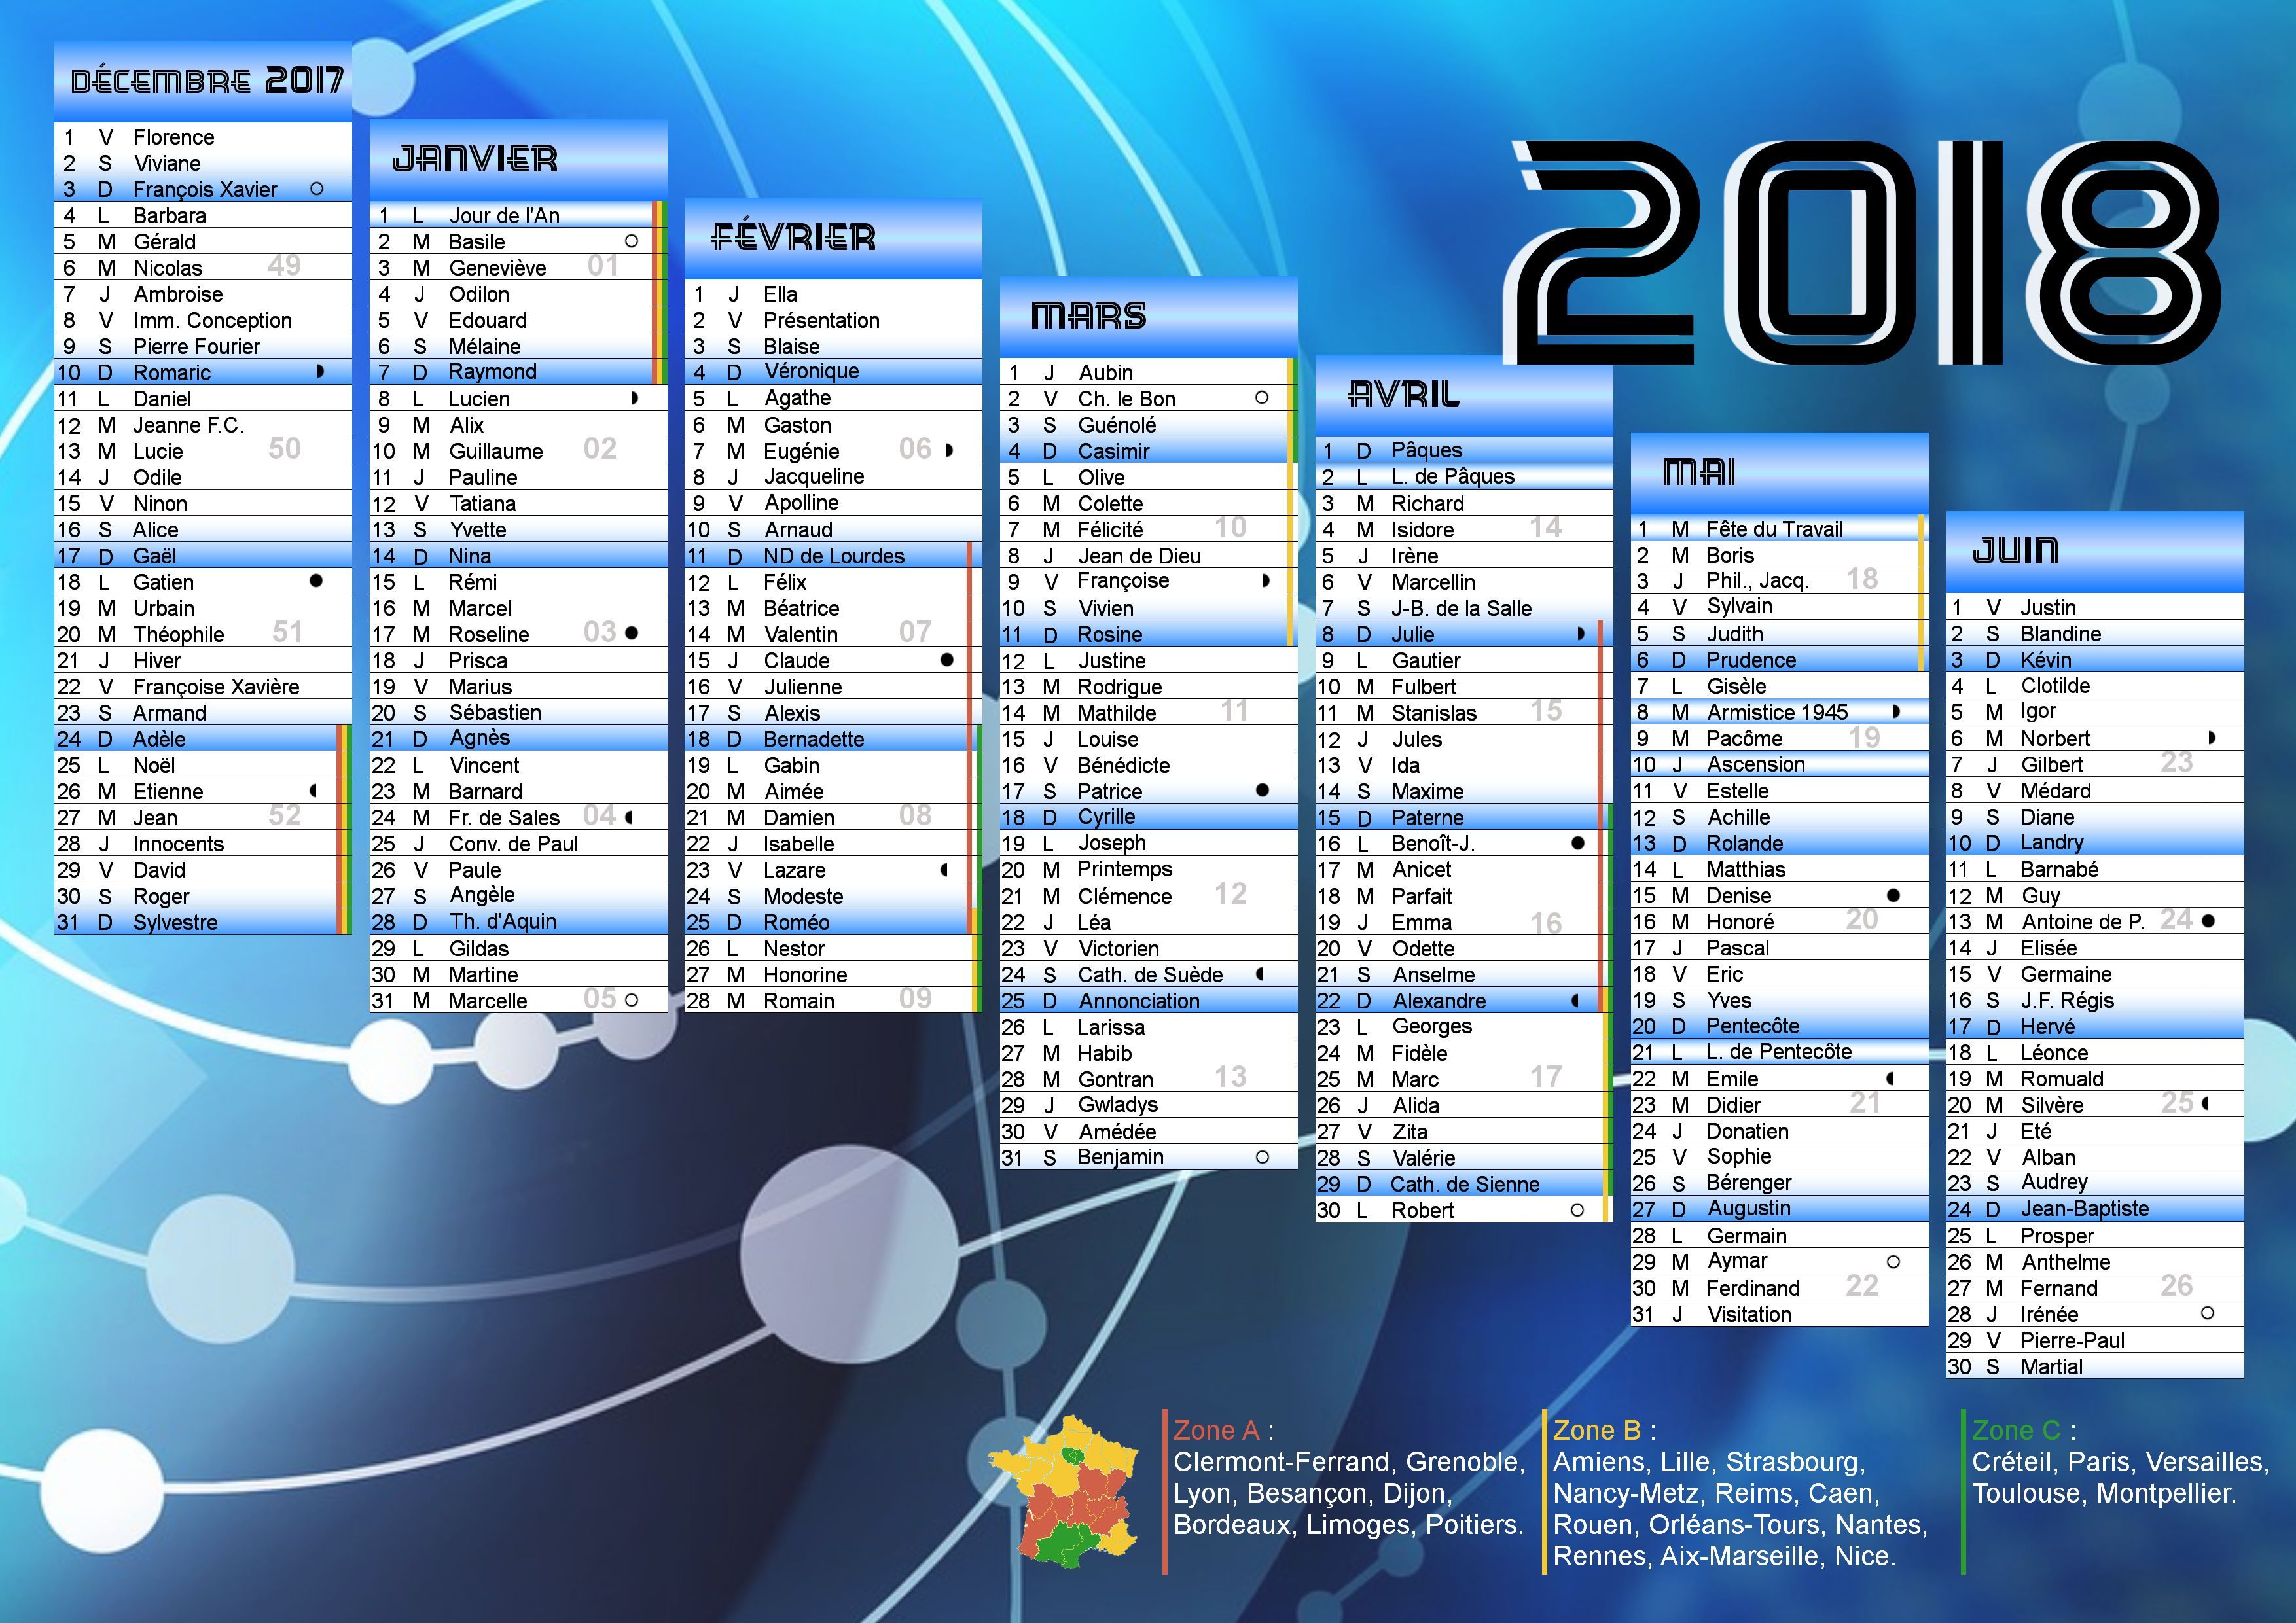 DÉCEMBRE 2017
1 V Florence
2 S Viviane
3 D François Xavier
4 L Barbara
5 M Gérald
6 M Nicolas 49
7 J Ambroise
8 V Imm. Conception
9 S Pierre Fourier
10 D Romaric
11 L Daniel
12 M Jeanne F.C.
13 M Lucie 50
14 J Odile
15 V Ninon
16 S Alice
17 D Gaël
18 L Gatien
19 M Urbain
20 M Théophile 51
21 J Hiver
22 V Françoise Xavière
23 S Armand
24 D Adèle
25 L Noël
26 M Etienne
27 M Jean 52
28 J Innocents
29 V David
30 S Roger
31 D Sylvestre
JANVIER
1 L Jour de l'An
2 M Basile
3 M Geneviève 01
4 J Odilon
5 V Edouard
6 S Mélaine
7 D Raymond
8 L Lucien
9 M Alix
10 M Guillaume 02
11 J Pauline
12 V Tatiana
13 S Yvette
14 D Nina
15 L Rémi
16 M Marcel
17 M Roseline 03
18 J Prisca
19 V Marius
20 S Sébastien
21 D Agnès
22 L Vincent
23 M Barnard
24 M Fr. de Sales 04
25 J Conv. de Paul
26 V Paule
27 S Angèle
28 D Th. d'Aquin
29 L Gildas
30 M Martine
31 M Marcelle 05
FÉVRIER
1 J Ella
2 V Présentation
3 S Blaise
4 D Véronique
5 L Agathe
6 M Gaston
7 M Eugénie 06
8 J Jacqueline
9 V Apolline
10 S Arnaud
11 D ND de Lourdes
12 L Félix
13 M Béatrice
14 M Valentin 07
15 J Claude
16 V Julienne
17 S Alexis
18 D Bernadette
19 L Gabin
20 M Aimée
21 M Damien 08
22 J Isabelle
23 V Lazare
24 S Modeste
25 D Roméo
26 L Nestor
27 M Honorine
28 M Romain 09
MARS
1 J Aubin
2 V Ch. le Bon
3 S Guénolé
4 D Casimir
5 L Olive
6 M Colette
7 M Félicité 10
8 J Jean de Dieu
9 V Françoise
10 S Vivien
11 D Rosine
12 L Justine
13 M Rodrigue
14 M Mathilde 11
15 J Louise
16 V Bénédicte
17 S Patrice
18 D Cyrille
19 L Joseph
20 M Printemps
21 M Clémence 12
22 J Léa
23 V Victorien
24 S Cath. de Suède
25 D Annonciation
26 L Larissa
27 M Habib
28 M Gontran 13
29 J Gwladys
30 V Amédée
31 S Benjamin
2018
AVRIL
1 D Pâques
2 L L. de Pâques
3 M Richard
4 M Isidore 14
5 J Irène
6 V Marcellin
7 S J-B. de la Salle
8 D Julie
9 L Gautier
10 M Fulbert
11 M Stanislas 15
12 J Jules
13 V Ida
14 S Maxime
15 D Paterne
16 L Benoît-J.
17 M Anicet
18 M Parfait
19 J Emma 16
20 V Odette
21 S Anselme
22 D Alexandre
23 L Georges
24 M Fidèle
25 M Marc 17
26 J Alida
27 V Zita
28 S Valérie
29 D Cath. de Sienne
30 L Robert
MAI
1 M Fête du Travail
2 M Boris
3 J Phil., Jacq. 18
4 V Sylvain
5 S Judith
6 D Prudence
7 L Gisèle
8 M Armistice 1945
9 M Pacôme 19
10 J Ascension
11 V Estelle
12 S Achille
13 D Rolande
14 L Matthias
15 M Denise
16 M Honoré 20
17 J Pascal
18 V Eric
19 S Yves
20 D Pentecôte
21 L L. de Pentecôte
22 M Emile
23 M Didier 21
24 J Donatien
25 V Sophie
26 S Bérenger
27 D Augustin
28 L Germain
29 M Aymar
30 M Ferdinand 22
31 J Visitation
JUIN
1 V Justin
2 S Blandine
3 D Kévin
4 L Clotilde
5 M Igor
6 M Norbert
7 J Gilbert 23
8 V Médard
9 S Diane
10 D Landry
11 L Barnabé
12 M Guy
13 M Antoine de P. 24
14 J Elisée
15 V Germaine
16 S J.F. Régis
17 D Hervé
18 L Léonce
19 M Romuald
20 M Silvère 25
21 J Eté
22 V Alban
23 S Audrey
24 D Jean-Baptiste
25 L Prosper
26 M Anthelme
27 M Fernand 26
28 J Irénée
29 V Pierre-Paul
30 S Martial
Zone A :
Clermont-Ferrand, Grenoble,
Lyon, Besançon, Dijon,
Bordeaux, Limoges, Poitiers.
Zone B :
Amiens, Lille, Strasbourg,
Nancy-Metz, Reims, Caen,
Rouen, Orléans-Tours, Nantes,
Rennes, Aix-Marseille, Nice.
Zone C :
Créteil, Paris, Versailles,
Toulouse, Montpellier.